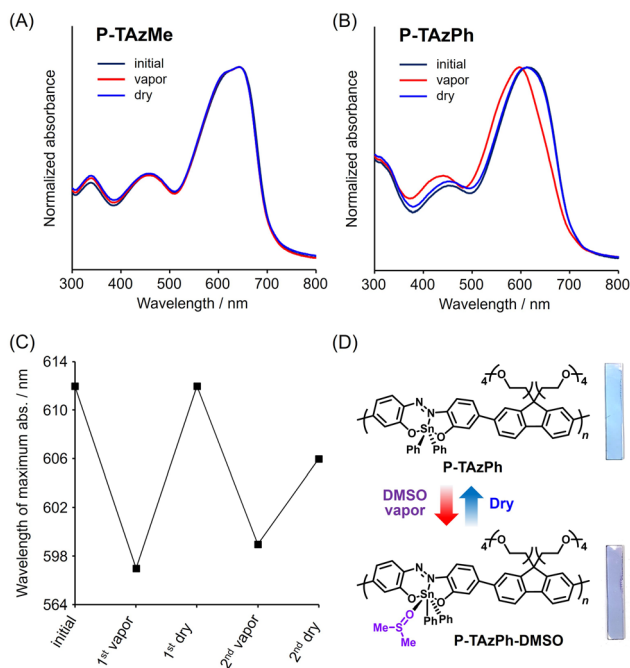 (A)
P-TAzMe
initial
vapor
dry
Normalized absorbance
300 400 500 600 700 800
Wavelength / nm
(B)
P-TAzPh
initial
vapor
dry
Normalized absorbance
300 400 500 600 700 800
Wavelength / nm
(C)
Wavelength of maximum abs. / nm
614
610
606
602
598
564
initial
1st vapor
1st dry
2nd vapor
2nd dry
(D)
4 O O 4
N N
O Sn O
Ph Ph
n
P-TAzPh
DMSO
vapor
Dry
4 O O 4
N N
O Sn O
O Ph Ph
Me S
Me
n
P-TAzPh-DMSO